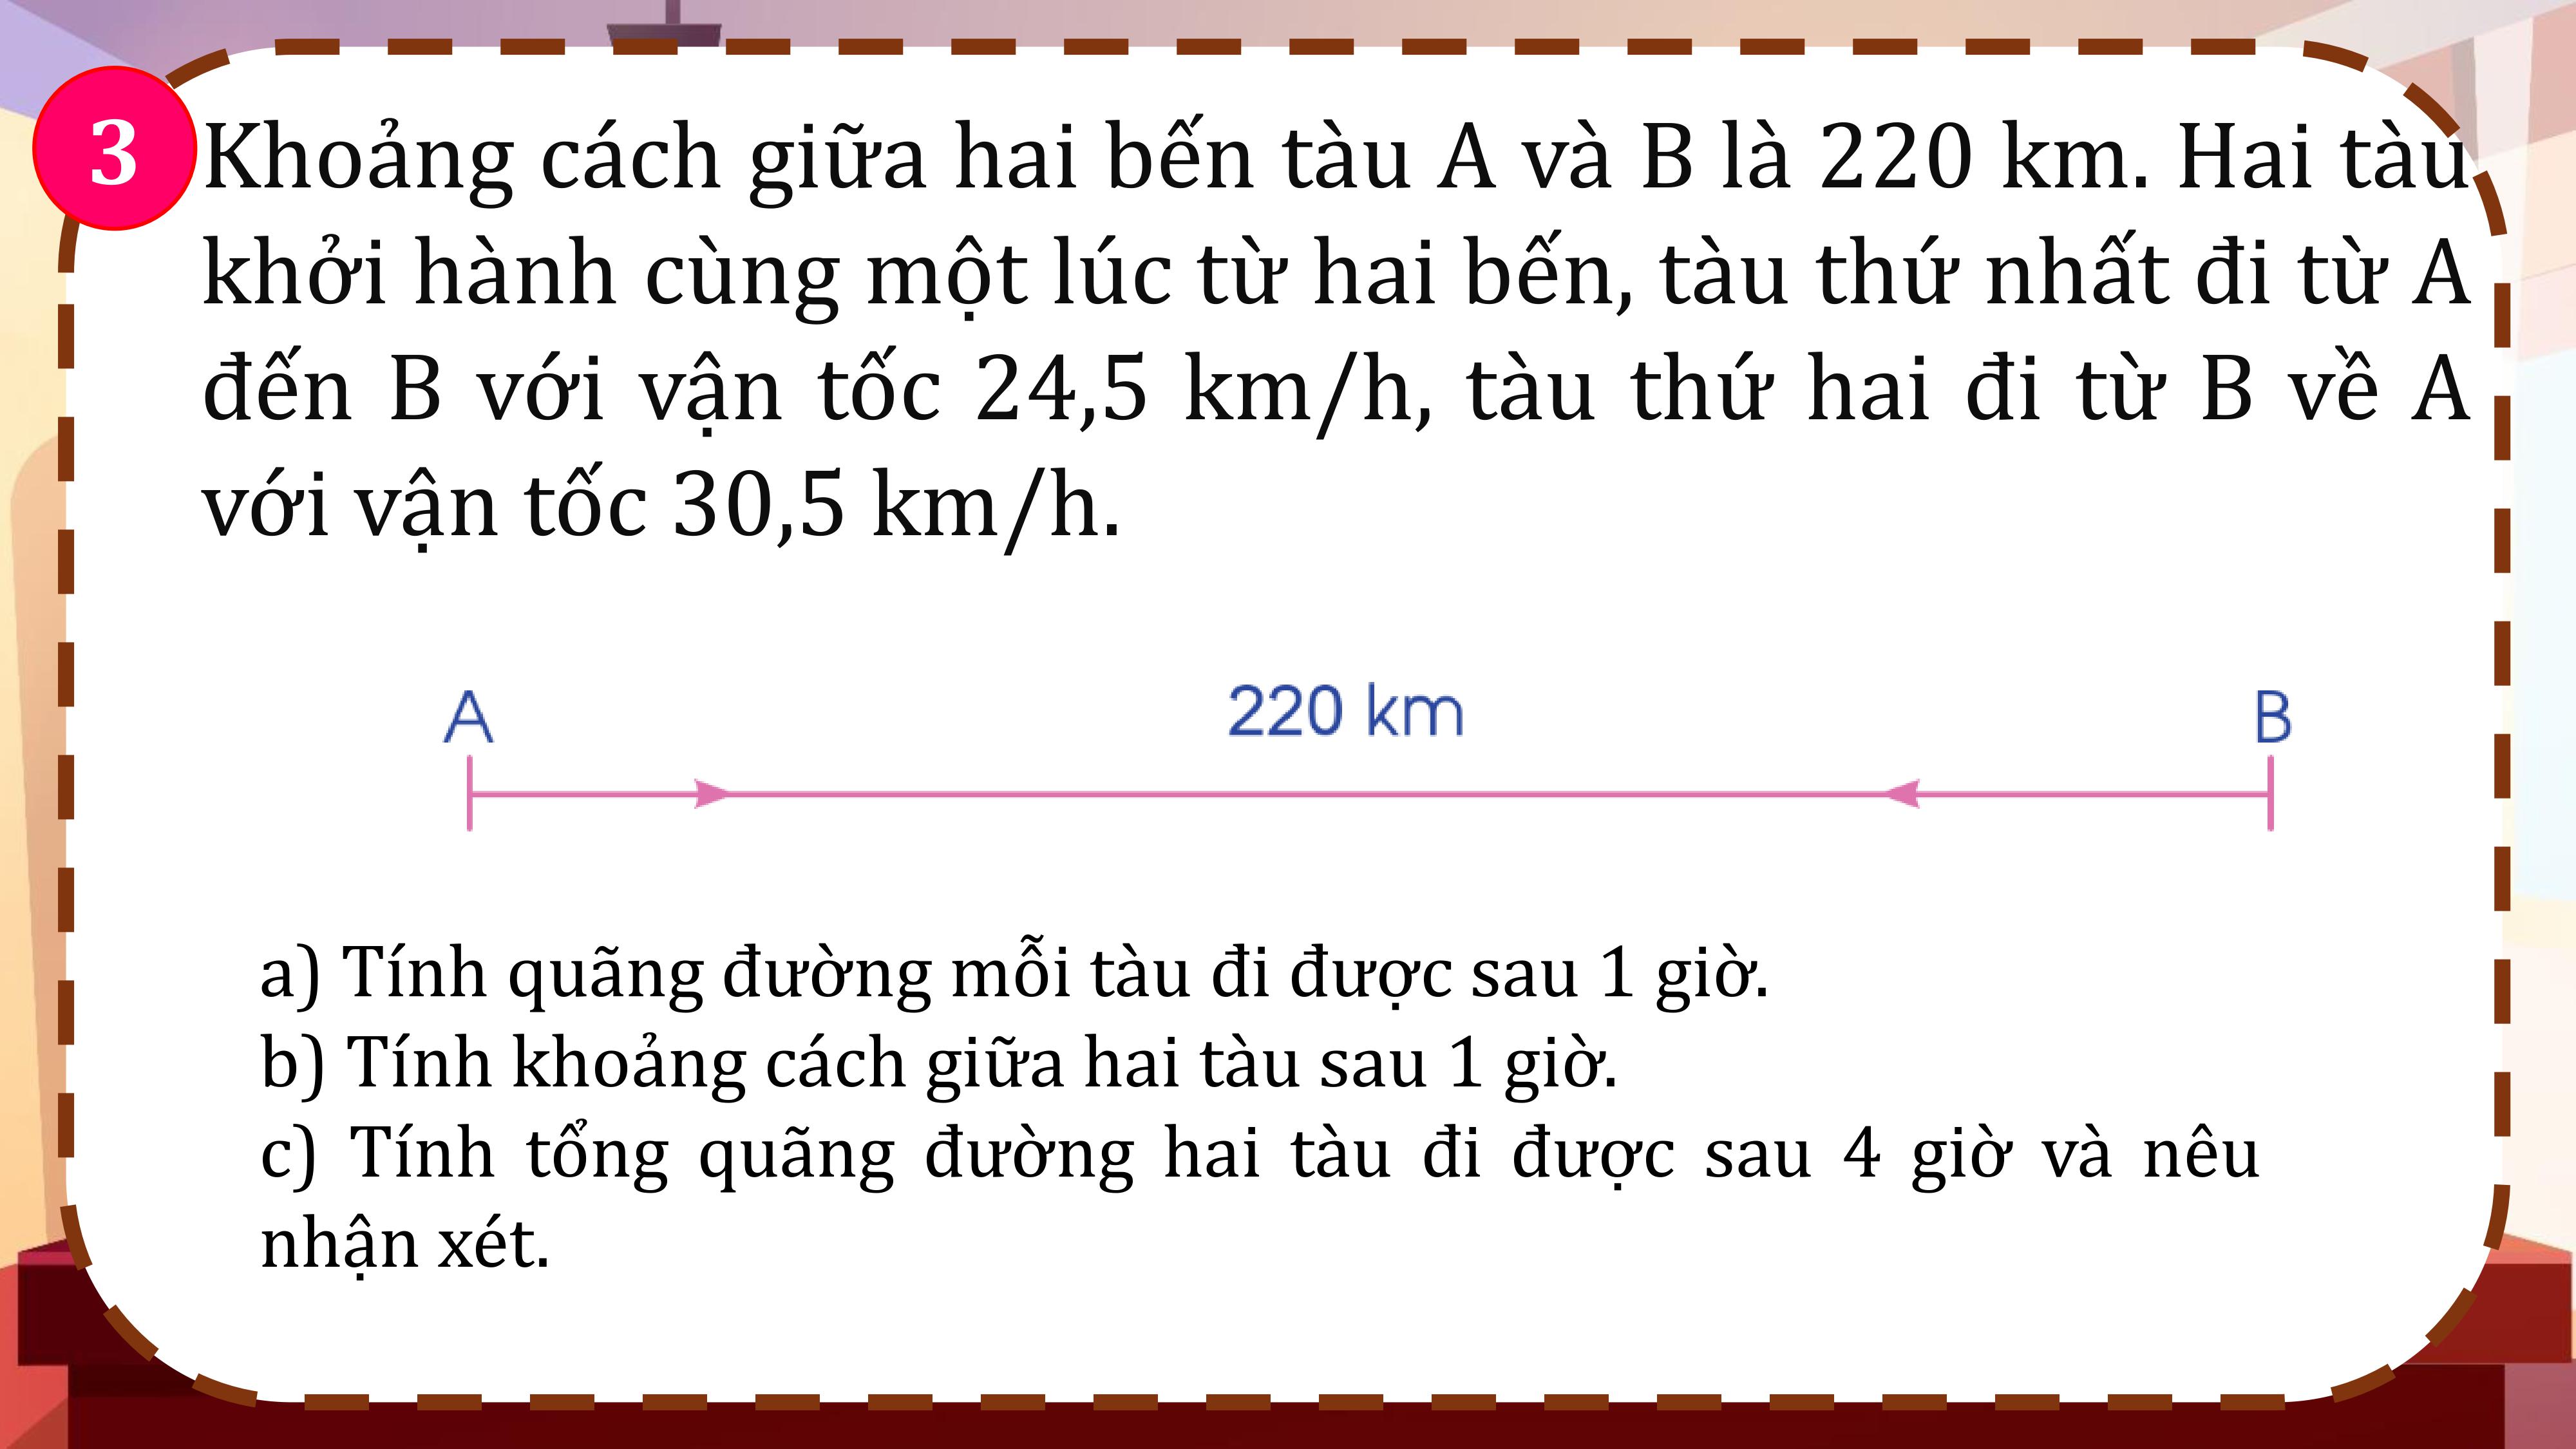 3
Khoảng cách giữa hai bến tàu A và B là 220 km. Hai tàu
khởi hành cùng một lúc từ hai bến, tàu thứ nhất đi từ A
đến B với vận tốc 24,5 km/h, tàu thứ hai đi từ B về A
với vận tốc 30,5 km/h.
A 220 km B
a) Tính quãng đường mỗi tàu đi được sau 1 giờ.
b) Tính khoảng cách giữa hai tàu sau 1 giờ.
c) Tính tổng quãng đường hai tàu đi được sau 4 giờ và nêu
nhận xét.